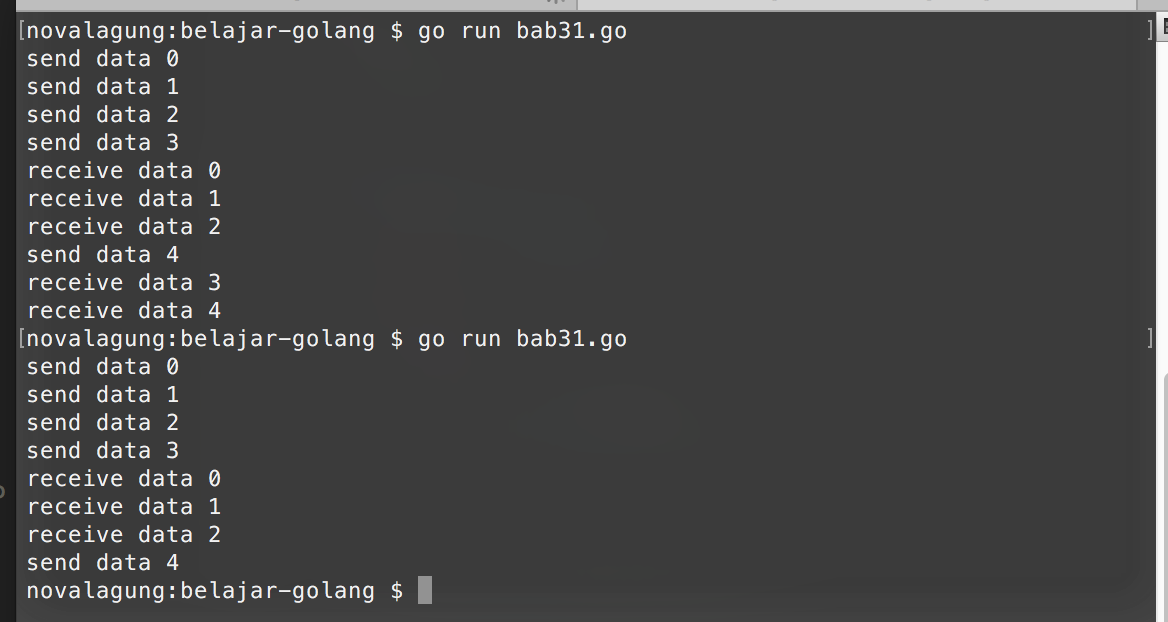 [novalagung:belajar-golang $ go run bab31.go ]
send data 0
send data 1
send data 2
send data 3
receive data 0
receive data 1
receive data 2
send data 4
receive data 3
receive data 4
[novalagung:belajar-golang $ go run bab31.go ]
send data 0
send data 1
send data 2
send data 3
receive data 0
receive data 1
receive data 2
send data 4
novalagung:belajar-golang $